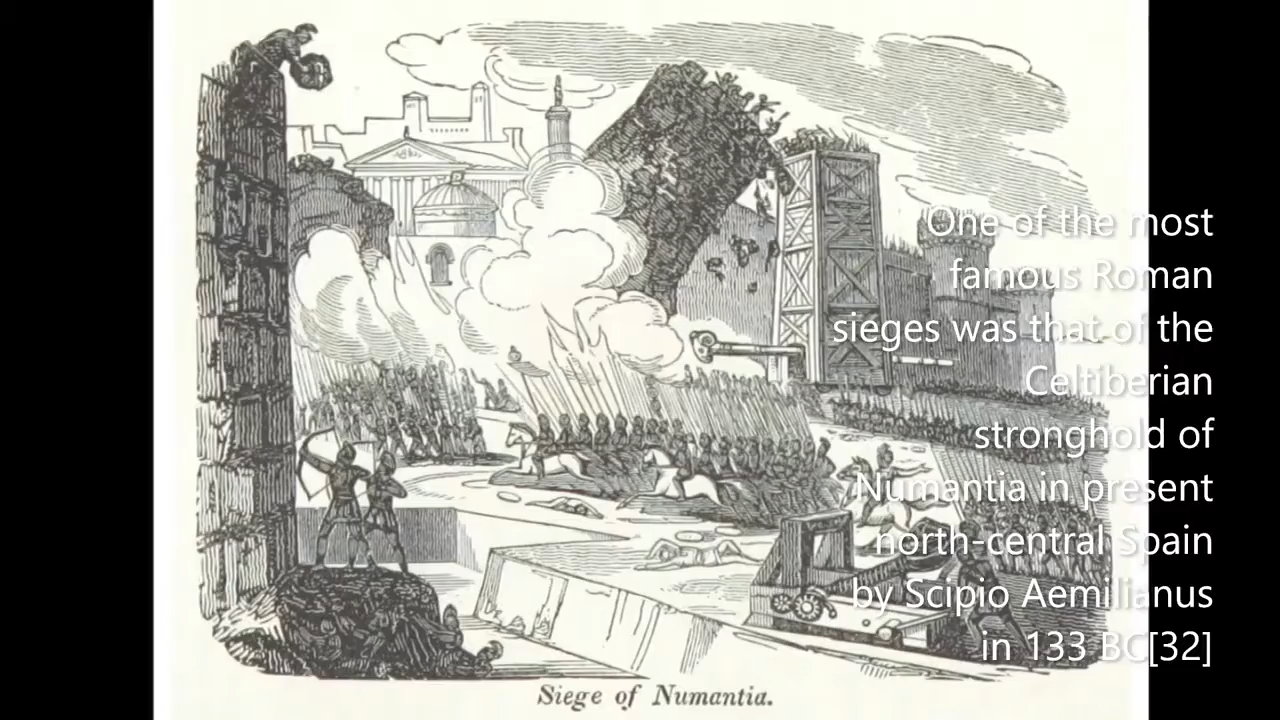 One of the most
famous Roman
sieges was that of the
Celtiberian
stronghold of
Numantia in present
north-central Spain
by Scipio Aemilianus
in 133 BC[32]
Siege of Numantia.